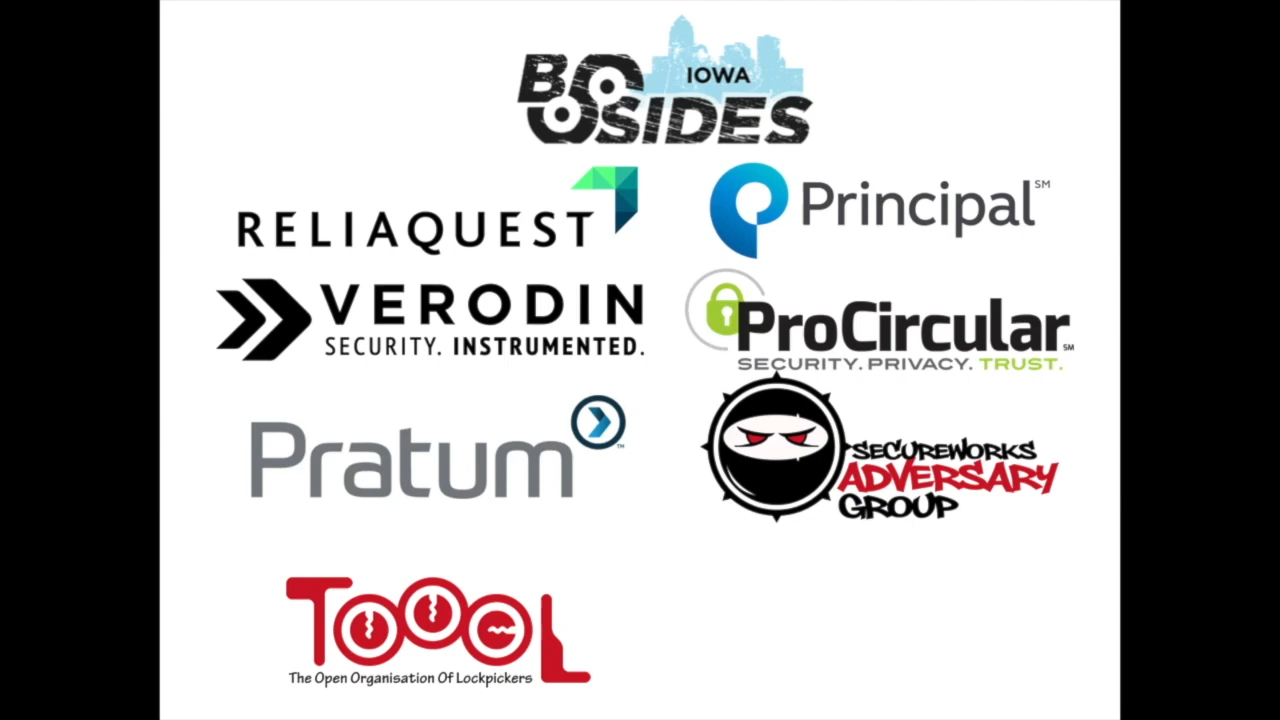 IOWA
BSIDES
RELIAQUEST
Principal℠
VERODIN
SECURITY. INSTRUMENTED.
ProCircular℠
SECURITY. PRIVACY. TRUST.
Pratum™
SECUREWORKS
ADVERSARY
GROUP
TOOOL
The Open Organisation Of Lockpickers